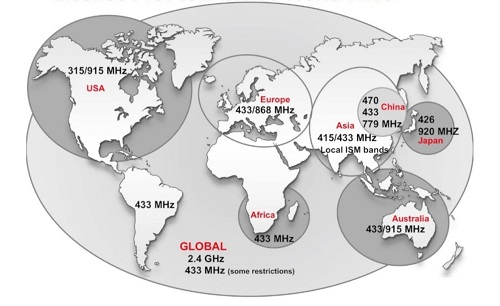 315/915 MHz
USA
Europe
433/868 MHz
470
433
China
779 MHz
Asia
415/433 MHz
Local ISM bands
426
920 MHZ
Japan
433 MHz
Africa
433 MHz
Australia
433/915 MHz
GLOBAL
2.4 GHz
433 MHz (some restrictions)